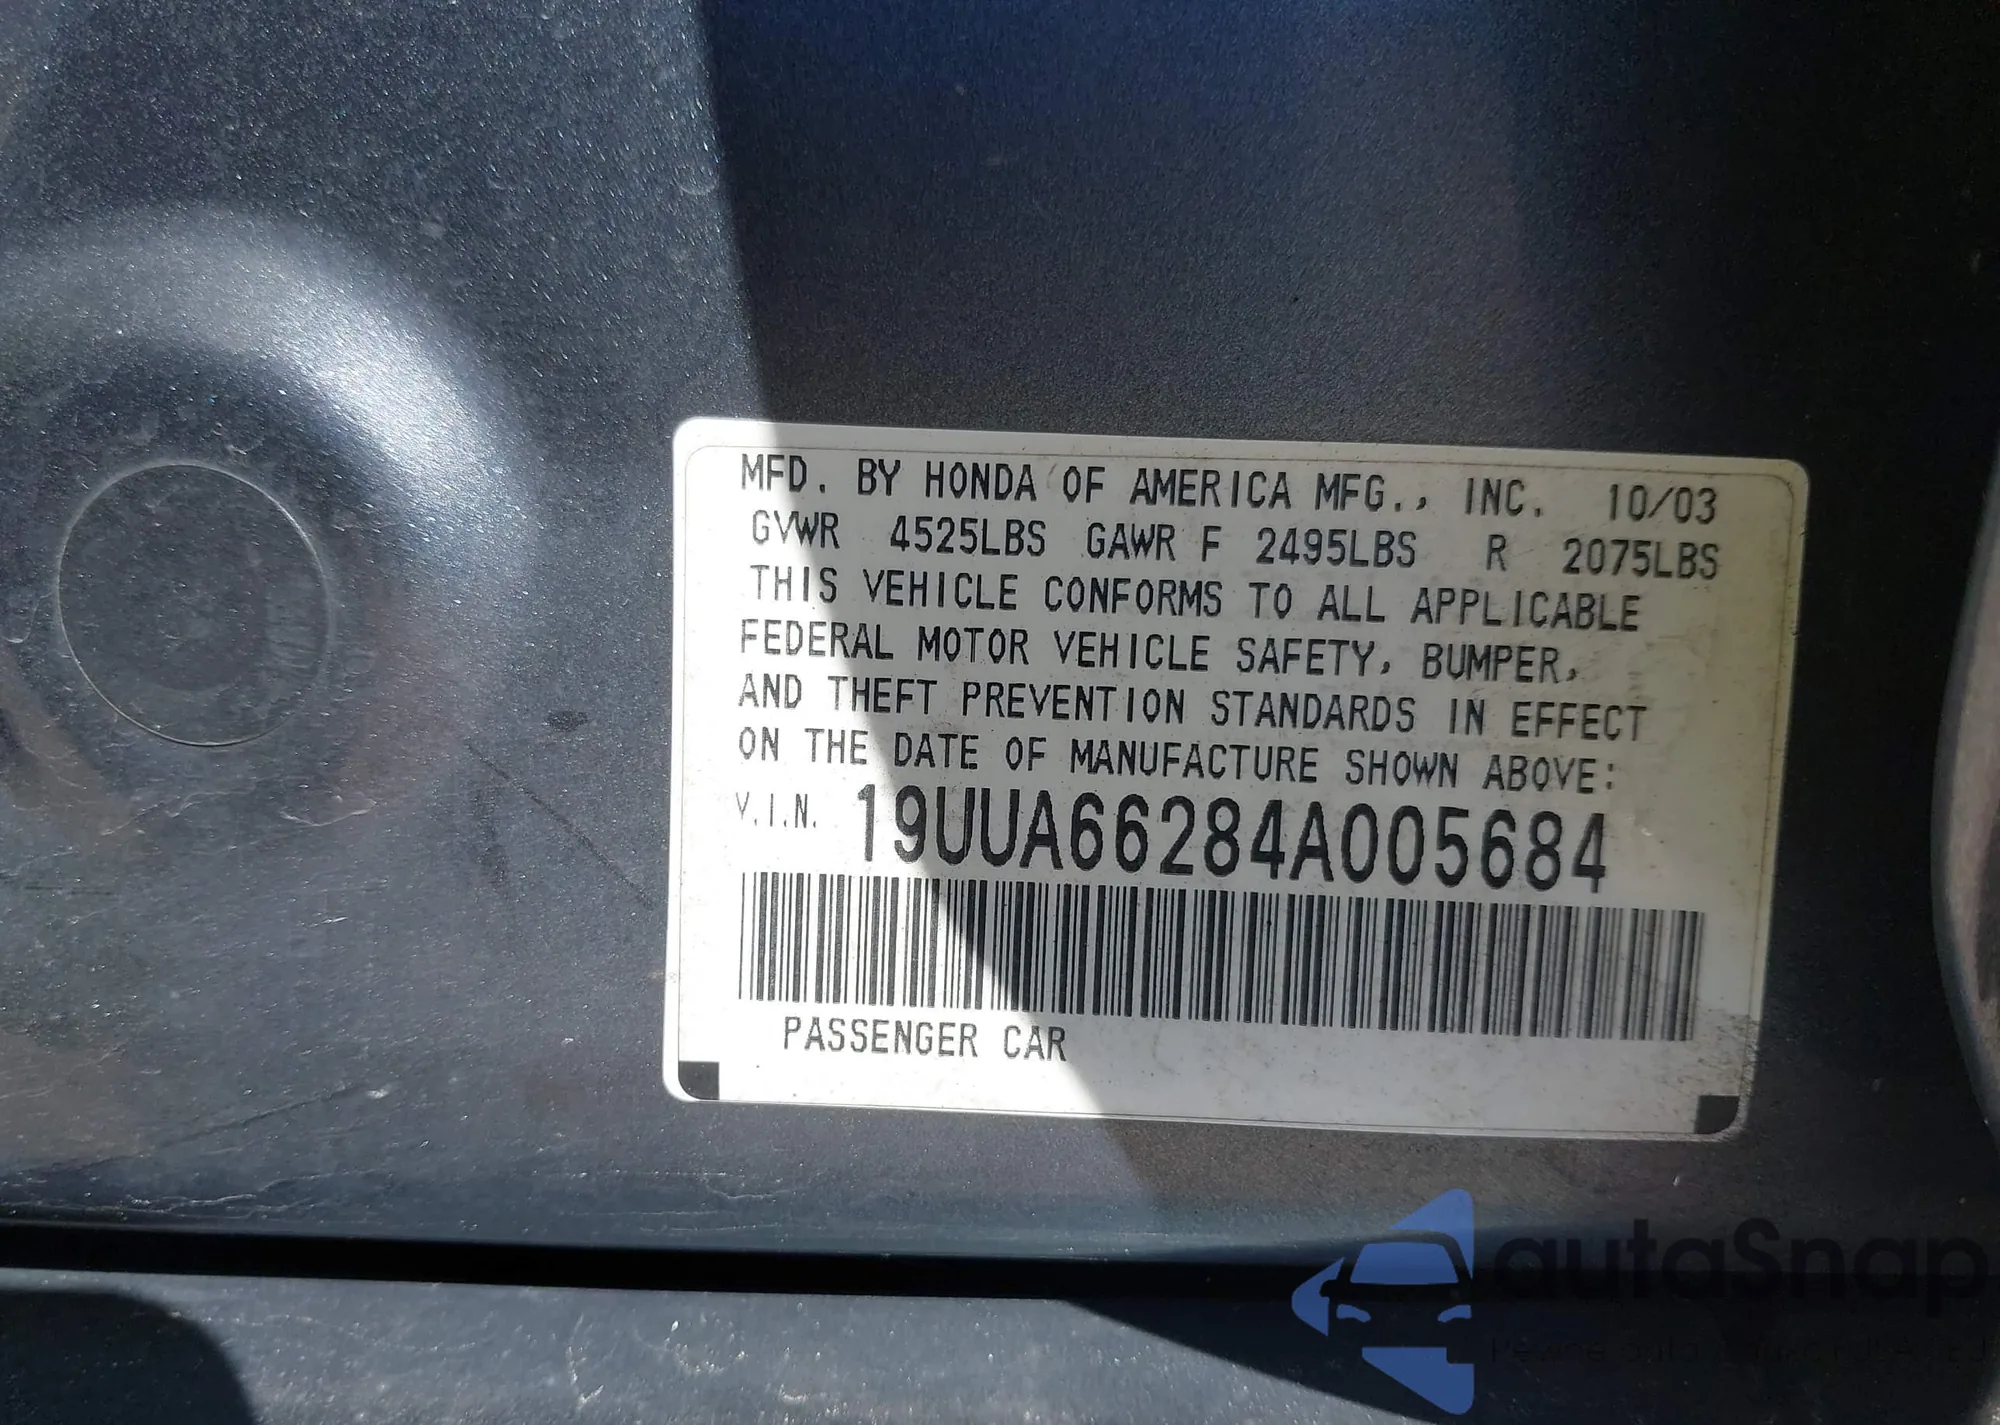 MFD. BY HONDA OF AMERICA MFG., INC. 10/03
GVWR 4525LBS GAWR F 2495LBS R 2075LBS
THIS VEHICLE CONFORMS TO ALL APPLICABLE
FEDERAL MOTOR VEHICLE SAFETY, BUMPER,
AND THEFT PREVENTION STANDARDS IN EFFECT
ON THE DATE OF MANUFACTURE SHOWN ABOVE:
V.I.N. 19UUA66284A005684
PASSENGER CAR
autoSnap